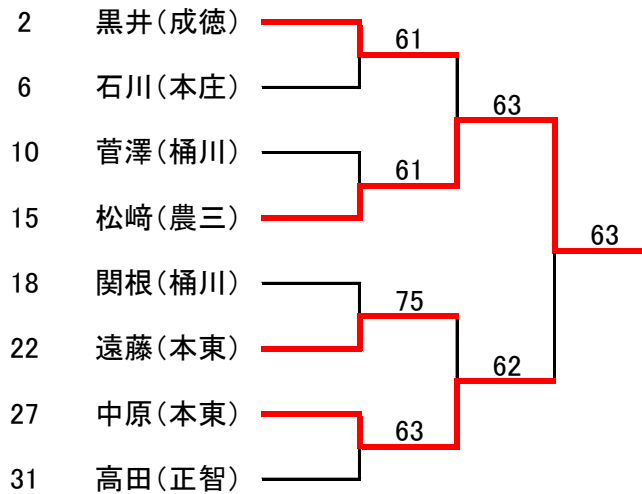 2 黒井(成徳)
61
6 石川(本庄)
63
10 菅澤(桶川)
61
15 松﨑(農三)
63
18 関根(桶川)
75
22 遠藤(本東)
62
27 中原(本東)
63
31 高田(正智)